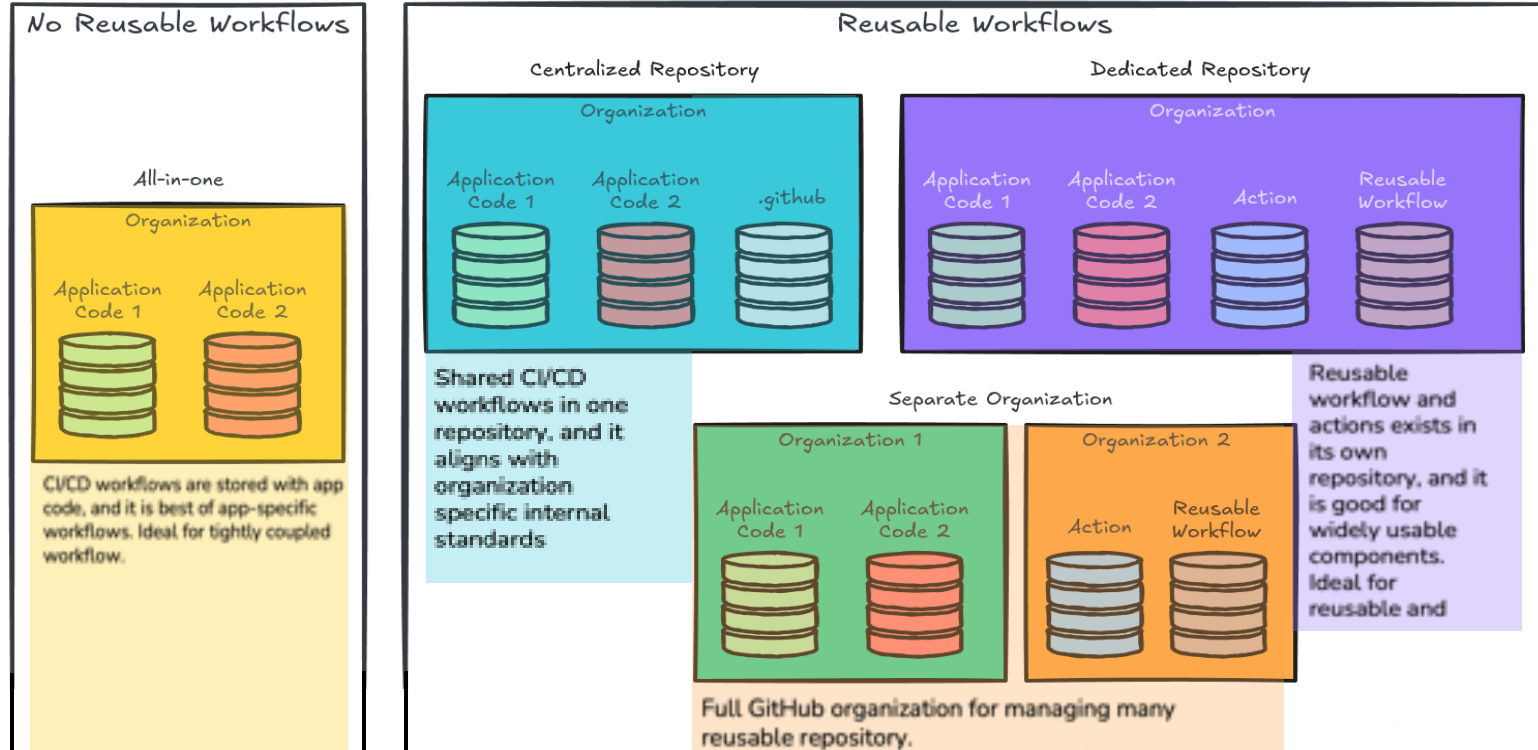 No Reusable Workflows
All-in-one
Organization
Application
Code 1
Application
Code 2
CI/CD workflows are stored with app
code, and it is best of app-specific
workflows. Ideal for tightly coupled
workflow.
Reusable Workflows
Centralized Repository
Organization
Application
Code 1
Application
Code 2
.github
Shared CI/CD
workflows in one
repository, and it
aligns with
organization
specific internal
standards
Dedicated Repository
Organization
Application
Code 1
Application
Code 2
Action
Reusable
Workflow
Reusable
workflow and
actions exists in
its own
repository, and it
is good for
widely usable
components.
Ideal for
reusable and
Separate Organization
Organization 1
Application
Code 1
Application
Code 2
Organization 2
Action
Reusable
Workflow
Full GitHub organization for managing many
reusable repository.